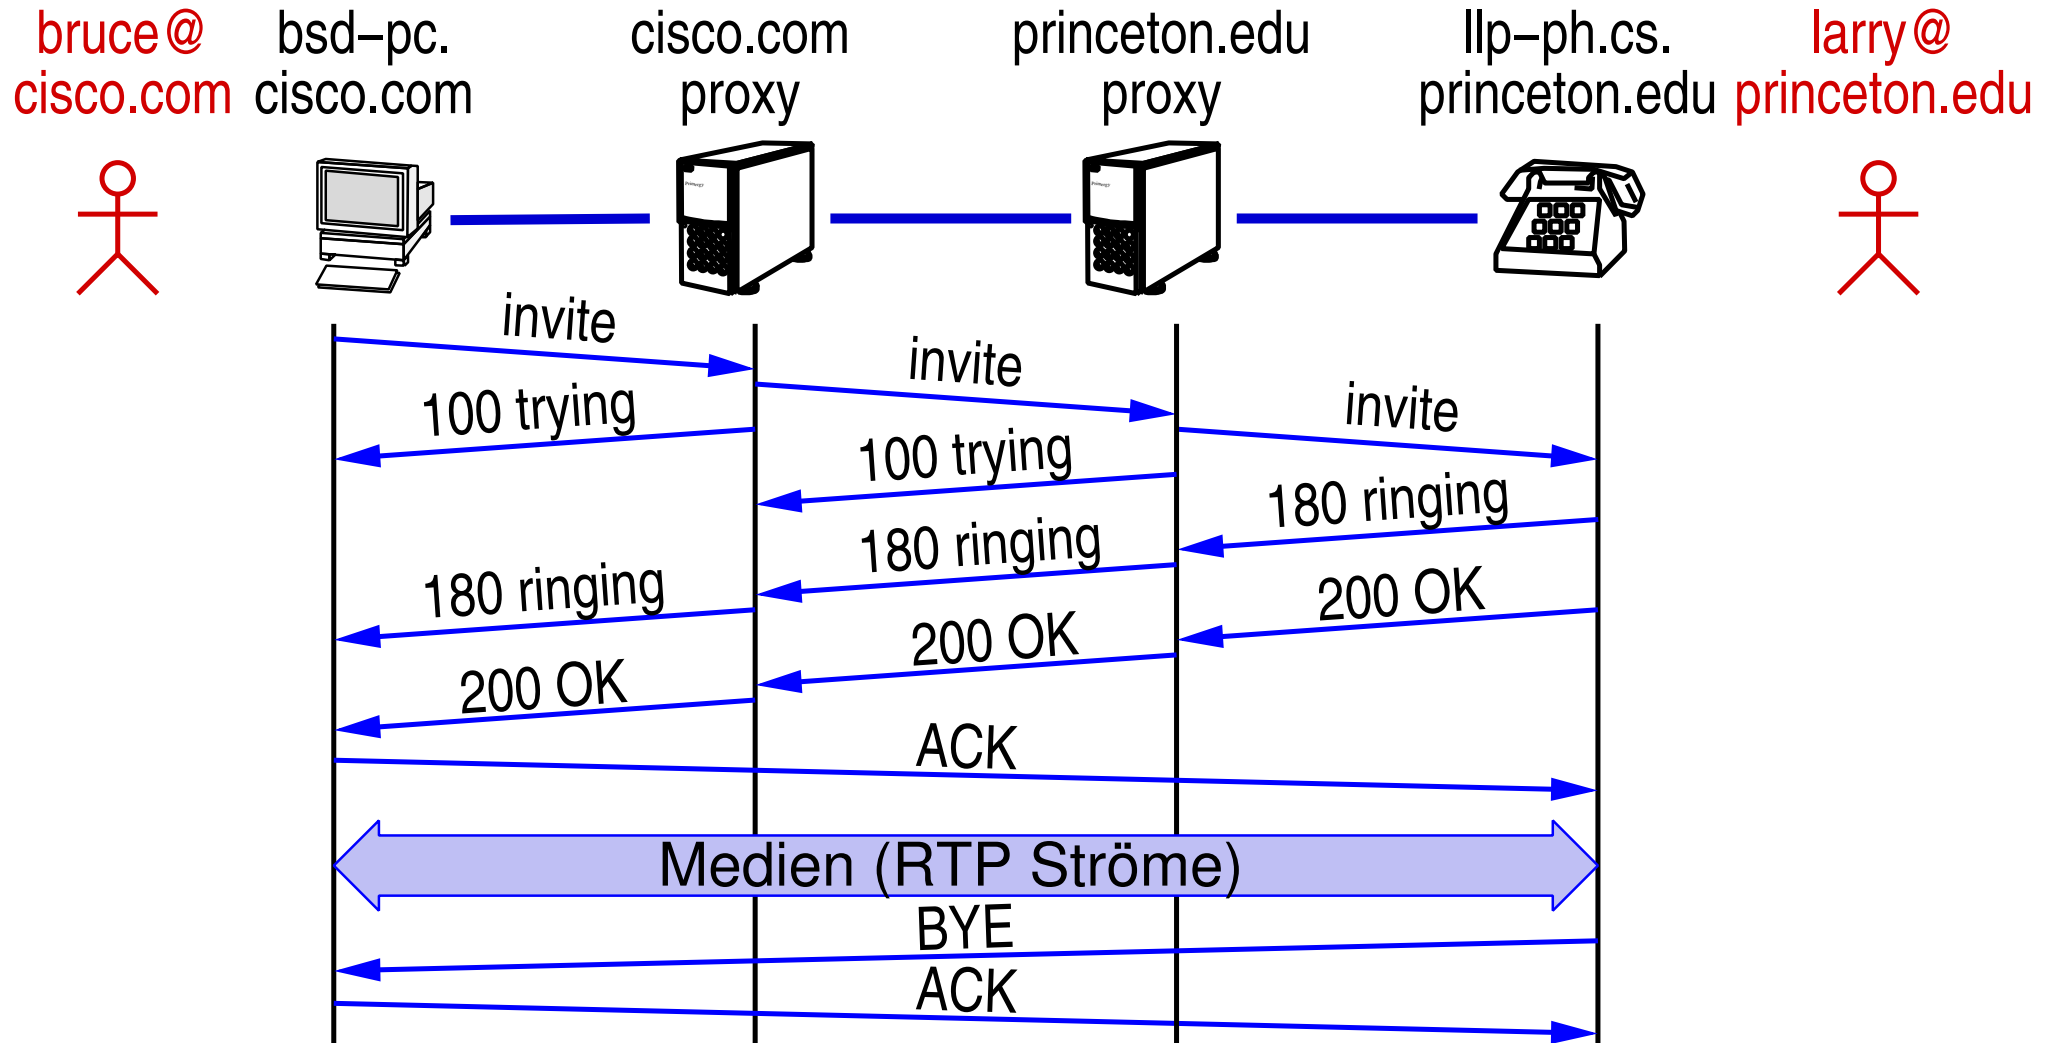 bruce@
cisco.com
bsd–pc.
cisco.com
cisco.com
proxy
princeton.edu
proxy
llp–ph.cs.
princeton.edu
larry@
princeton.edu
invite
invite
invite
100 trying
100 trying
180 ringing
180 ringing
180 ringing
200 OK
200 OK
200 OK
ACK
Medien (RTP Ströme)
BYE
ACK